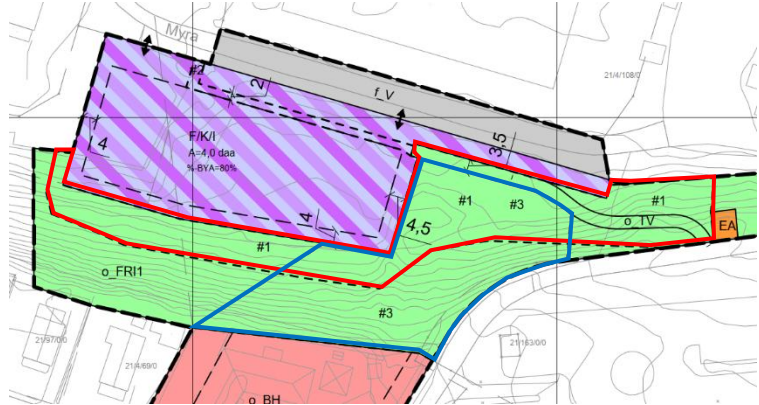 Myra
#2
2
f_V
21/4/108/0
F/K/I
A=4,0 daa
%-BYA=80%
4
3,5
#1
#3
#1
o_TV
EA
4
4,5
#1
o_FRI1
#3
21/97/0/0
21/4/69/0
21/163/0/0
o_BH